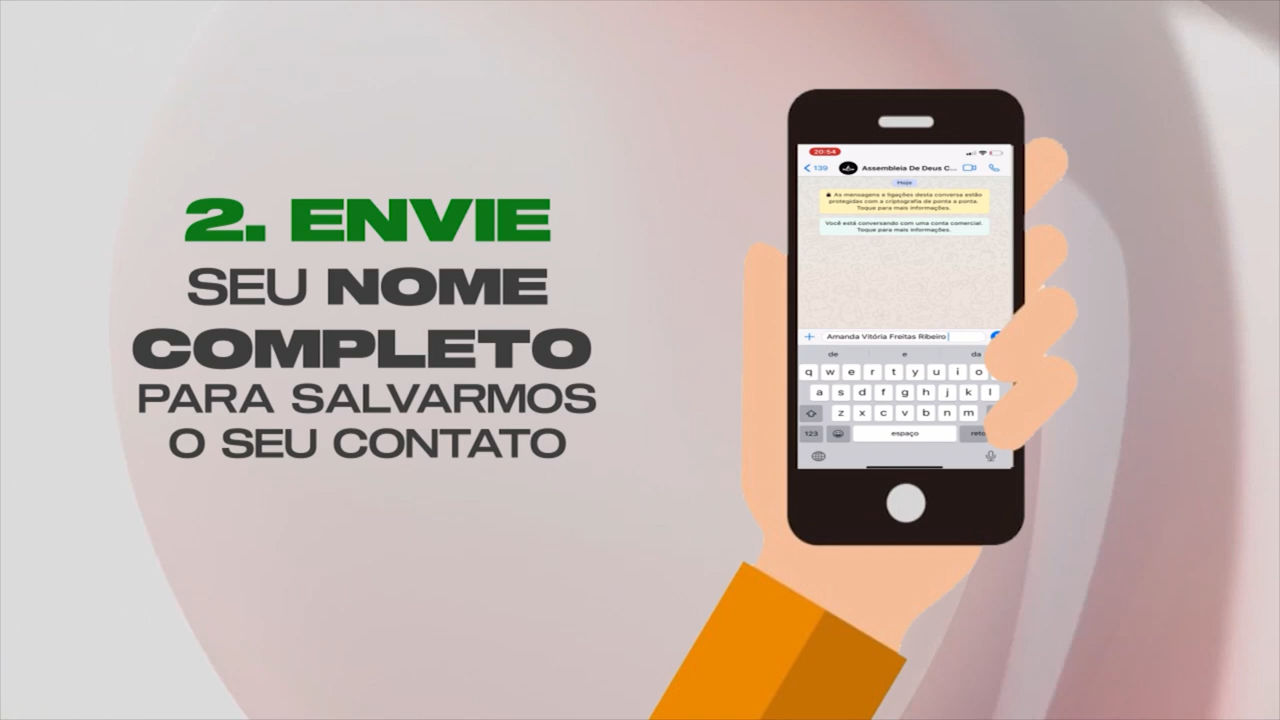 2. ENVIE
SEU NOME
COMPLETO
PARA SALVARMOS
O SEU CONTATO
20:54
139
Assembleia De Deus C...
Hoje
As mensagens e ligações desta conversa estão
protegidas com a criptografia de ponta a ponta.
Toque para mais informações.
Você está conversando com uma conta comercial.
Toque para mais informações.
Amanda Vitória Freitas Ribeiro
de e da
q w e r t y u i o
a s d f g h j k l
z x c v b n m
123 espaço reto